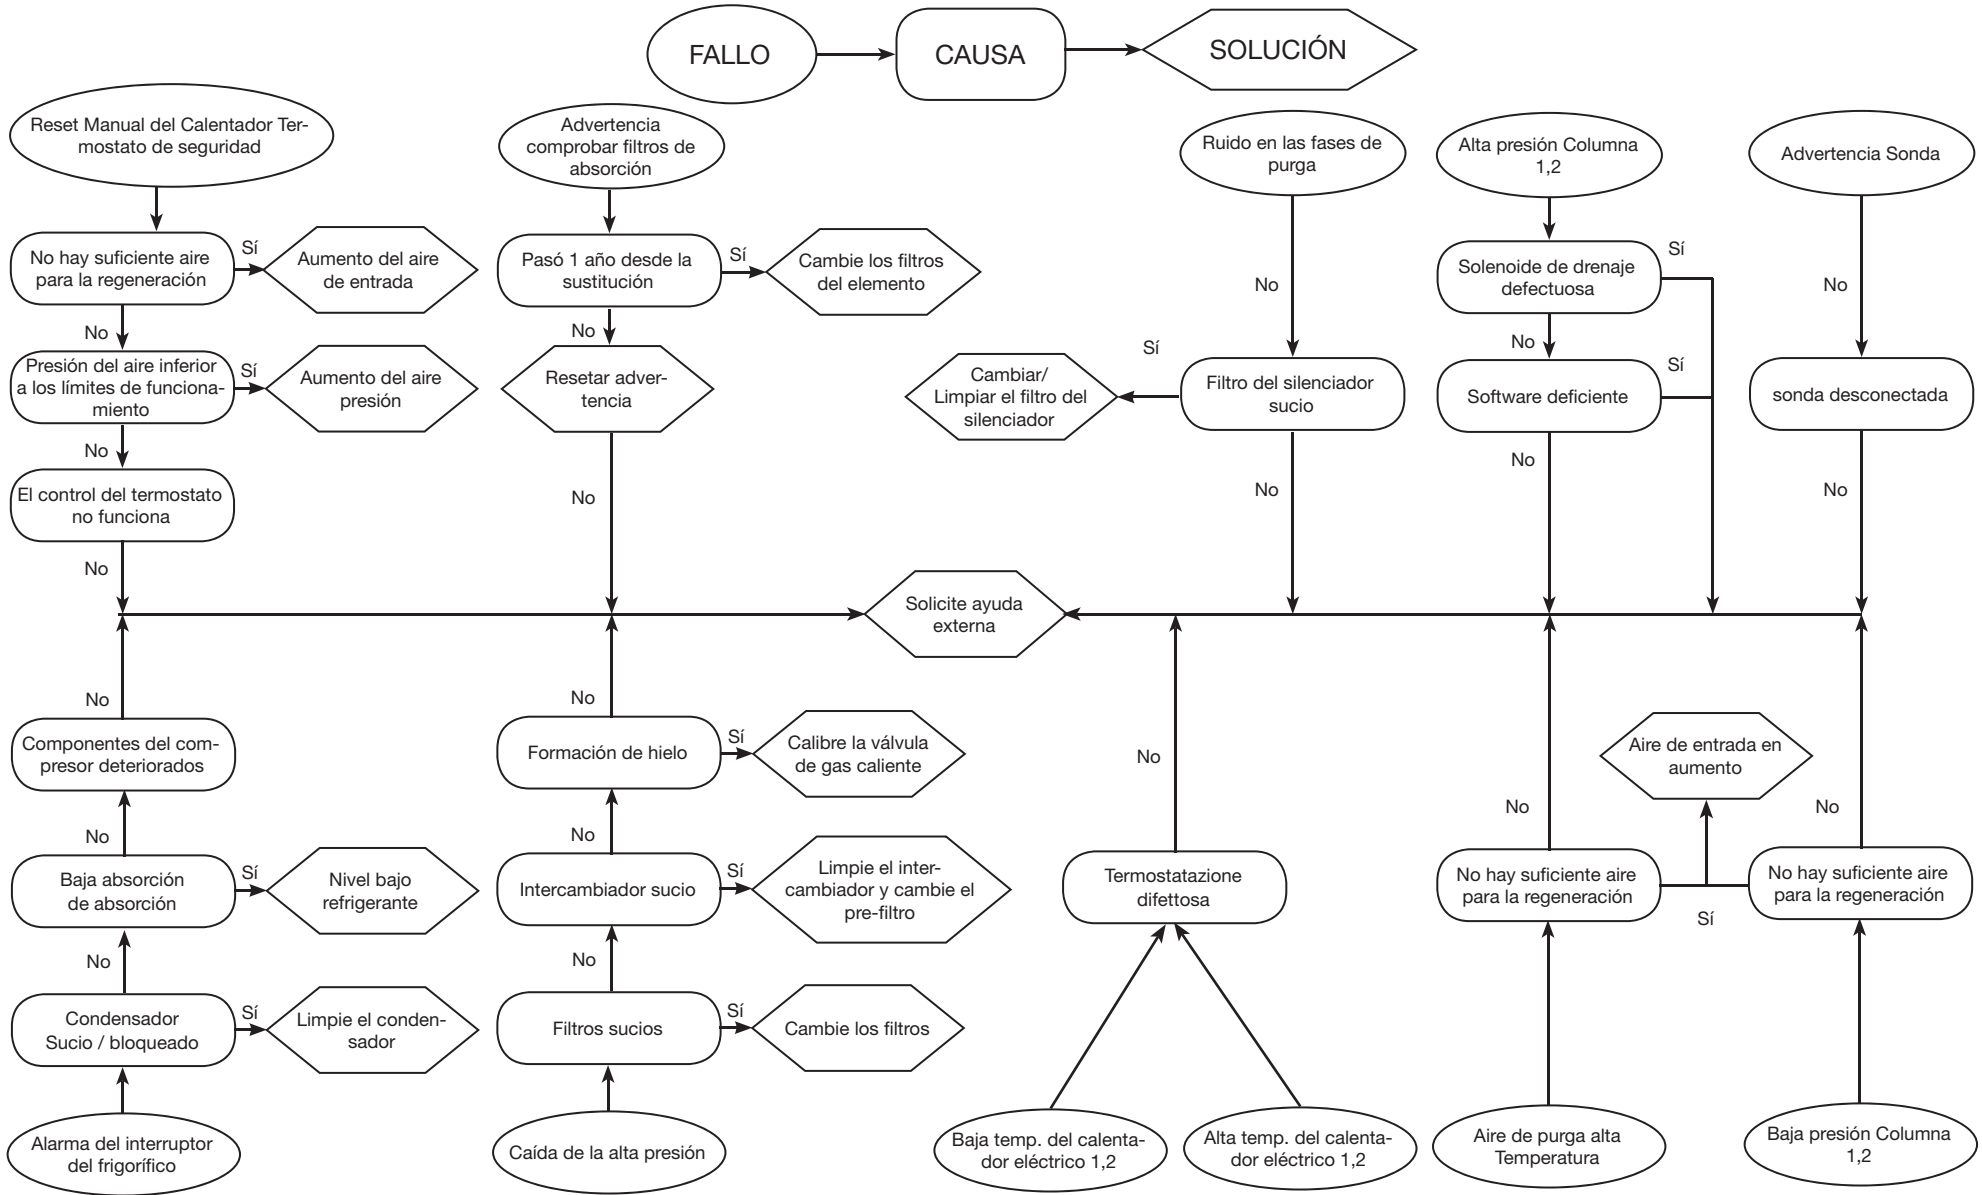 FALLO
CAUSA
SOLUCIÓN
Reset Manual del Calentador Ter-
mostato de seguridad
No hay suficiente aire
para la regeneración
Sí
Aumento del aire
de entrada
No
Presión del aire inferior
a los límites de funciona-
miento
Sí
Aumento del aire
presión
No
El control del termostato
no funciona
No
Advertencia
comprobar filtros de
absorción
Pasó 1 año desde la
sustitución
Sí
Cambie los filtros
del elemento
No
Resetar adver-
tencia
No
Ruido en las fases de
purga
No
Filtro del silenciador
sucio
Sí
Cambiar/
Limpiar el filtro del
silenciador
No
Alta presión Columna
1,2
Solenoide de drenaje
defectuosa
Sí
No
Software deficiente
Sí
No
Advertencia Sonda
No
sonda desconectada
No
Solicite ayuda
externa
No
Componentes del com-
presor deteriorados
No
Baja absorción
de absorción
Sí
Nivel bajo
refrigerante
No
Condensador
Sucio / bloqueado
Sí
Limpie el conden-
sador
Alarma del interruptor
del frigorífico
No
Formación de hielo
Sí
Calibre la válvula
de gas caliente
No
Intercambiador sucio
Sí
Limpie el inter-
cambiador y cambie el
pre-filtro
No
Filtros sucios
Sí
Cambie los filtros
Caída de la alta presión
No
Termostatazione
difettosa
Baja temp. del calenta-
dor eléctrico 1,2
Alta temp. del calenta-
dor eléctrico 1,2
No
No hay suficiente aire
para la regeneración
Aire de purga alta
Temperatura
Aire de entrada en
aumento
Sí
No
No hay suficiente aire
para la regeneración
Baja presión Columna
1,2